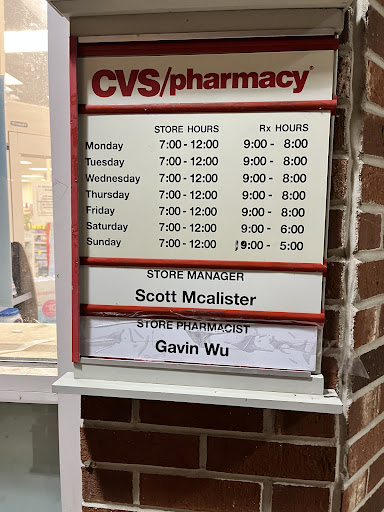 CVS/pharmacy
STORE HOURS Rx HOURS
Monday 7:00 - 12:00 9:00 - 8:00
Tuesday 7:00 - 12:00 9:00 - 8:00
Wednesday 7:00 - 12:00 9:00 - 8:00
Thursday 7:00 - 12:00 9:00 - 8:00
Friday 7:00 - 12:00 9:00 - 8:00
Saturday 7:00 - 12:00 9:00 - 6:00
Sunday 7:00 - 12:00 9:00 - 5:00
STORE MANAGER
Scott Mcalister
STORE PHARMACIST
Gavin Wu